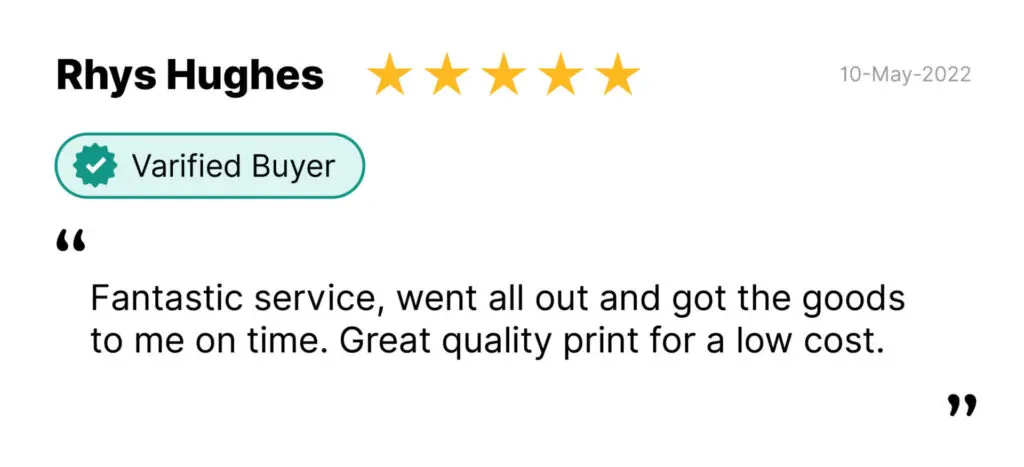 Rhys Hughes
10-May-2022
Varified Buyer
“
Fantastic service, went all out and got the goods
to me on time. Great quality print for a low cost.
”